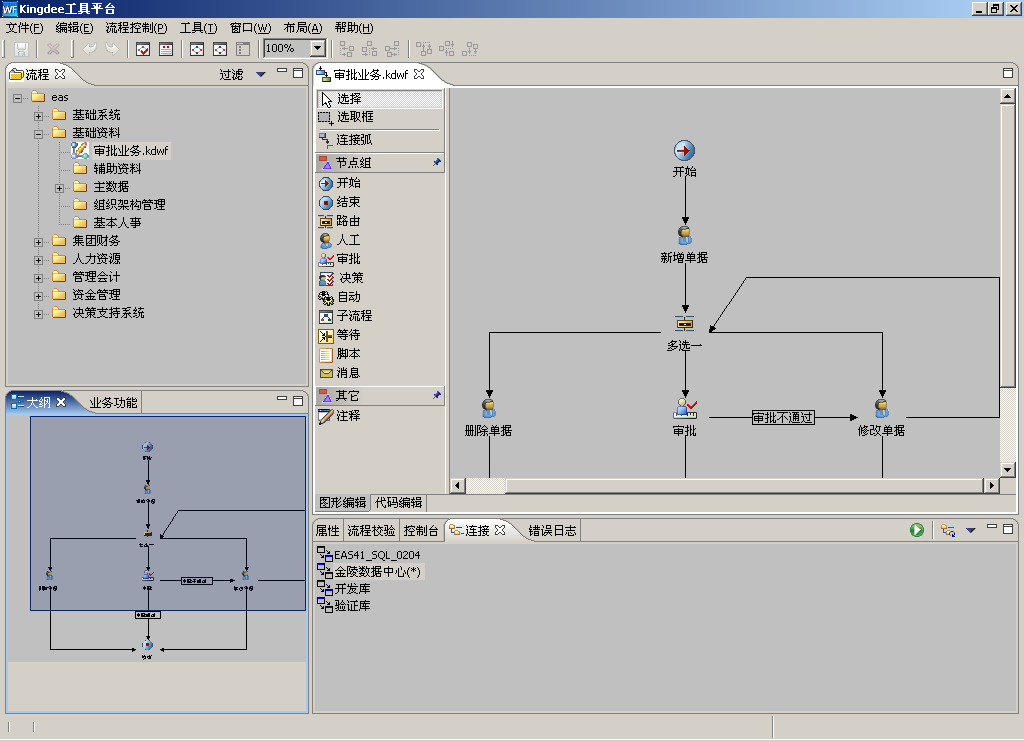 WF Kingdee工具平台
文件(F) 编辑(E) 流程控制(P) 工具(T) 窗口(W) 布局(A) 帮助(H)
100%
流程 过滤
eas
基础系统
基础资料
审批业务.kdwf
辅助资料
主数据
组织架构管理
基本人事
集团财务
人力资源
管理会计
资金管理
决策支持系统
大纲 业务功能
审批业务.kdwf
选择
选取框
连接弧
节点组
开始
结束
路由
人工
审批
决策
自动
子流程
等待
脚本
消息
其它
注释
开始
新增单据
多选一
删除单据
审批
审批不通过
修改单据
图形编辑 代码编辑
属性 流程校验 控制台 连接 错误日志
EAS41_SQL_0204
金陵数据中心(*)
开发库
验证库